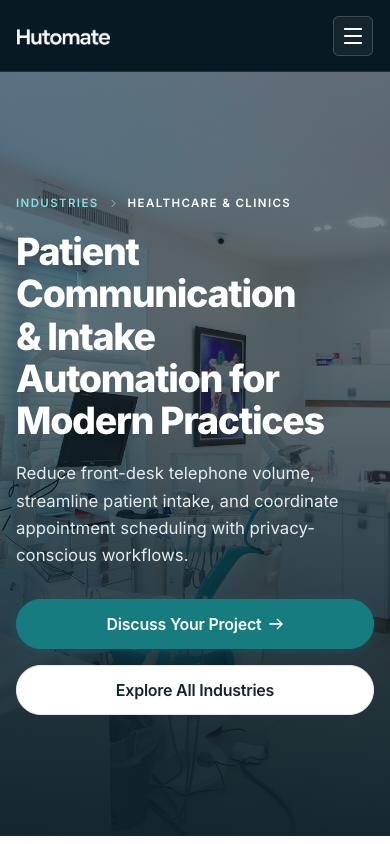 Hutomate
INDUSTRIES > HEALTHCARE & CLINICS
Patient
Communication
& Intake
Automation for
Modern Practices
Reduce front-desk telephone volume,
streamline patient intake, and coordinate
appointment scheduling with privacy-
conscious workflows.
Discuss Your Project →
Explore All Industries